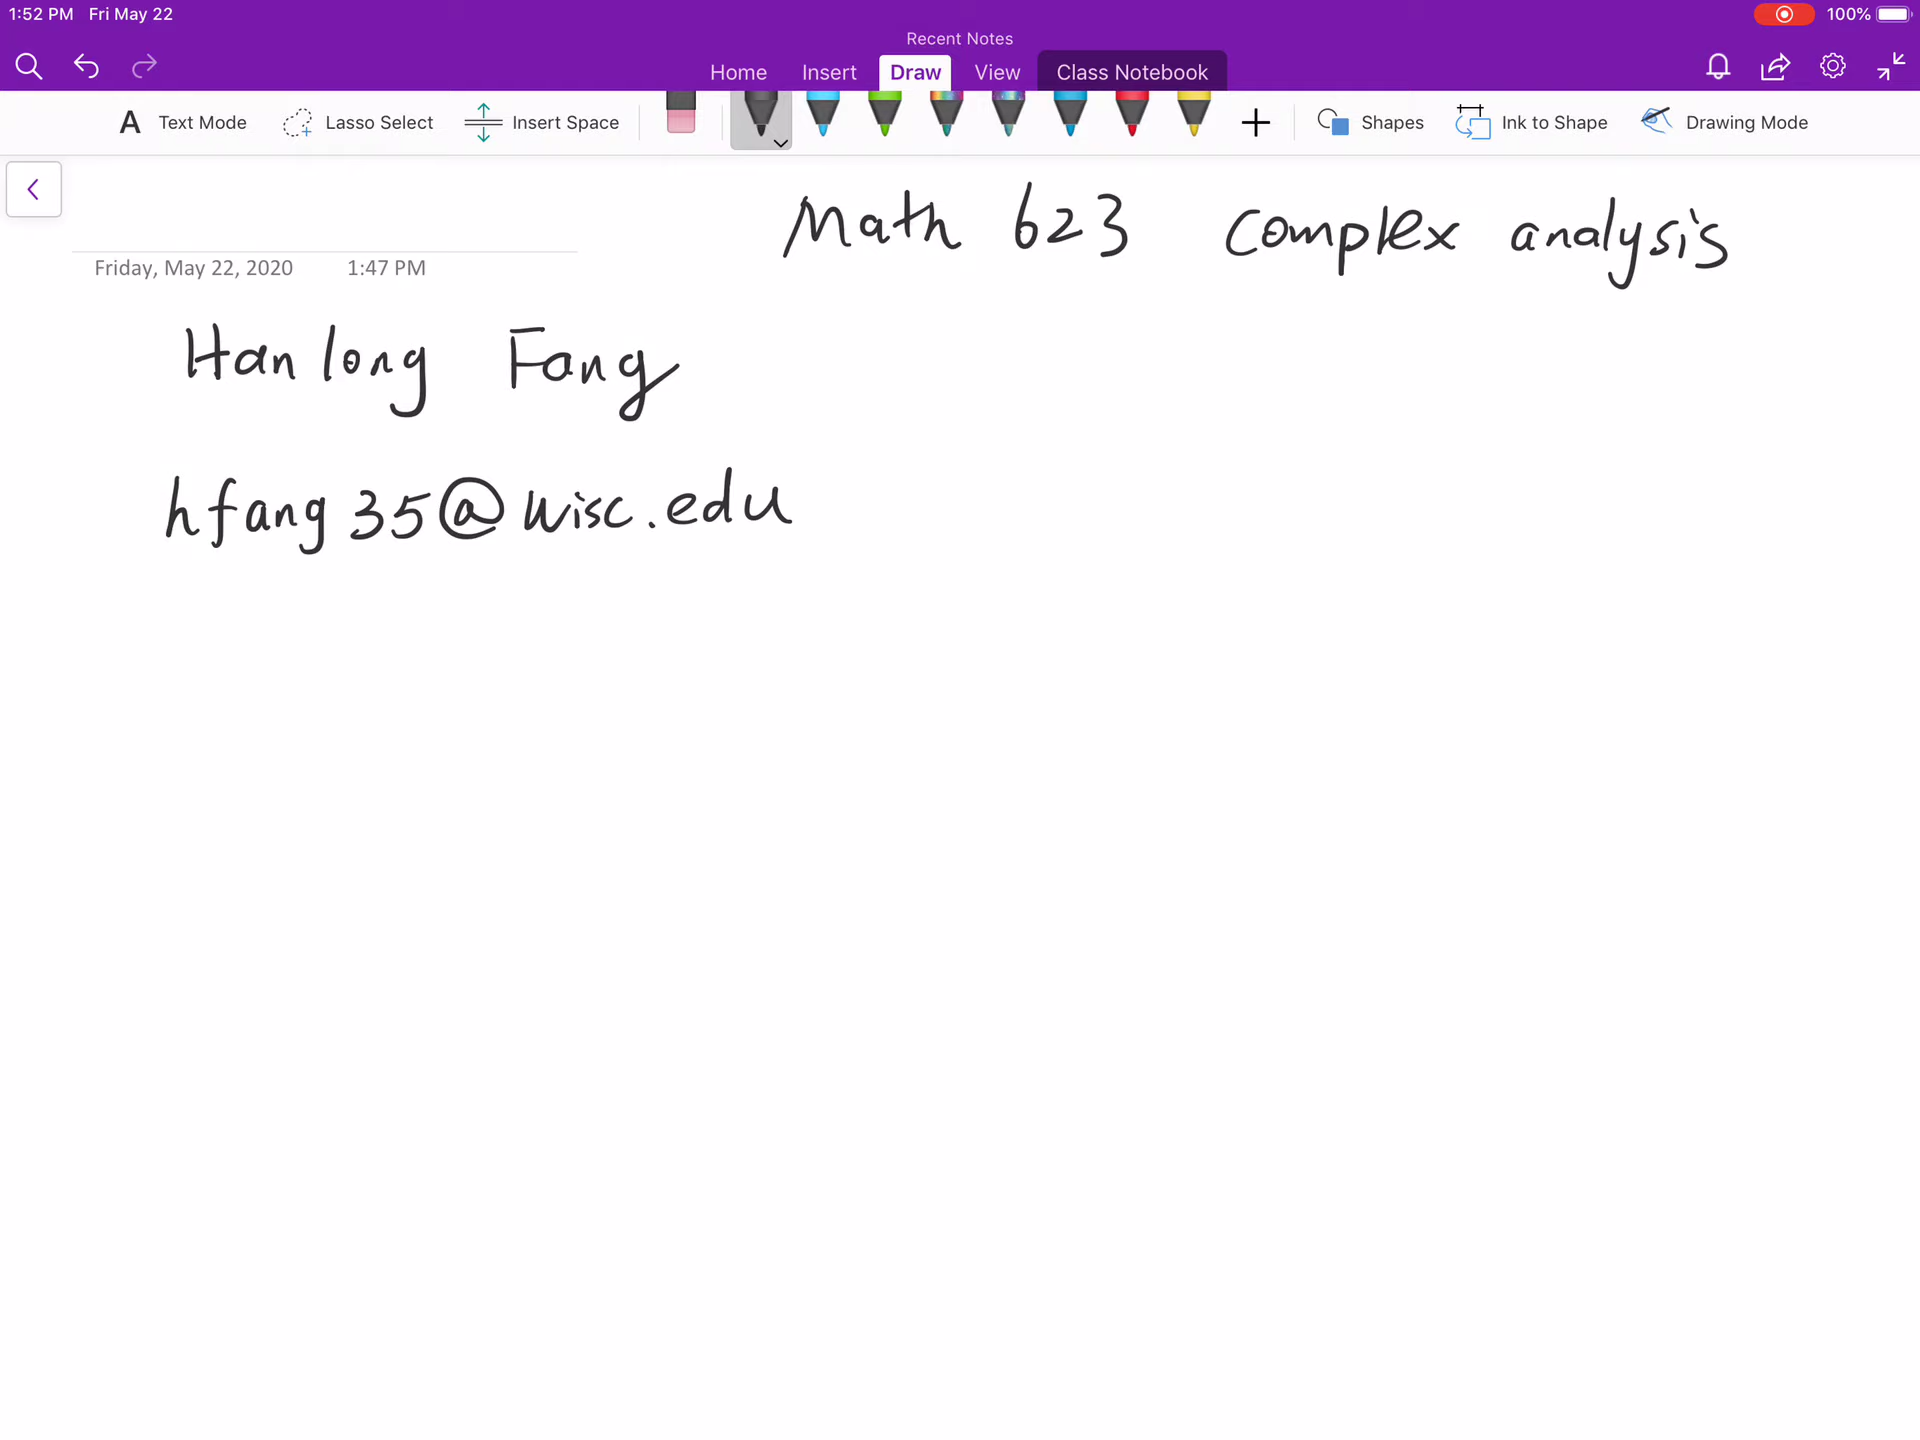 1:52 PM Fri May 22 100%
Recent Notes
Home Insert Draw View Class Notebook
A Text Mode Lasso Select Insert Space Shapes Ink to Shape Drawing Mode
Math 623 Complex analysis
Friday, May 22, 2020 1:47 PM
Hanlong Fang
hfang35@wisc.edu